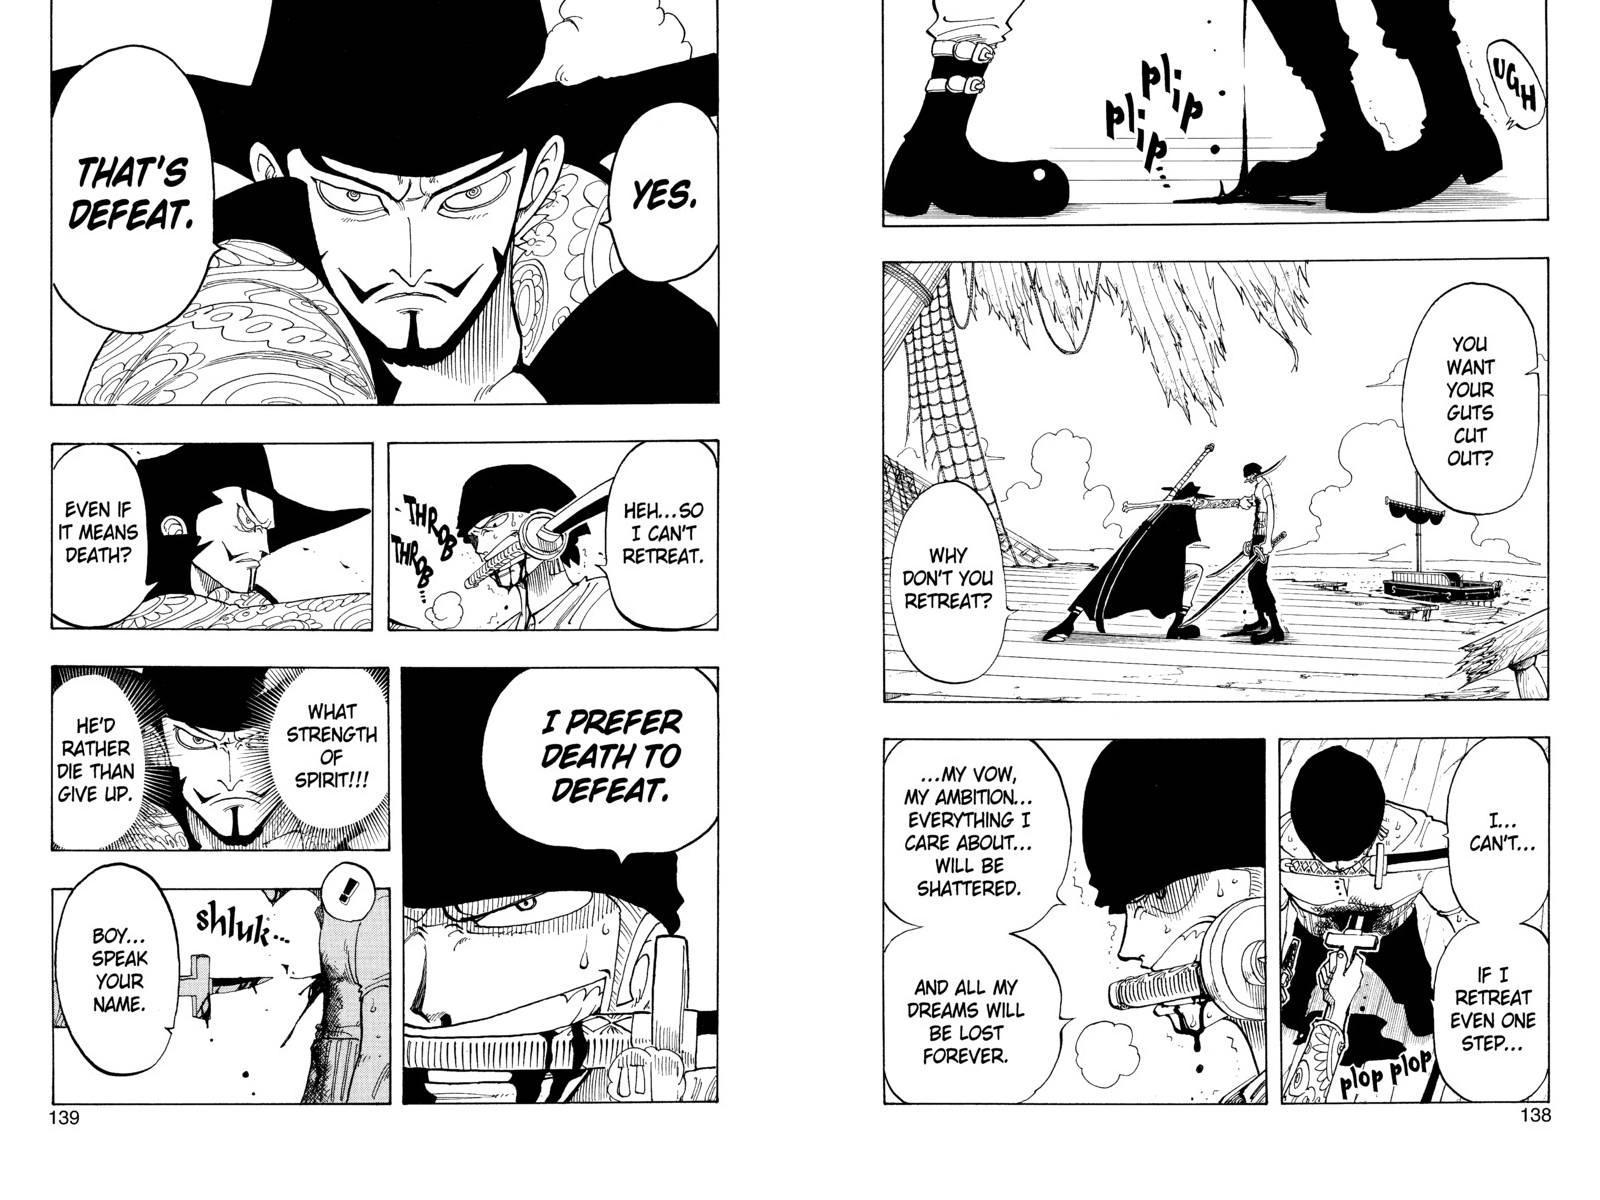 UGH
plip
plip...
YOU
WANT
YOUR
GUTS
CUT
OUT?
WHY
DON'T YOU
RETREAT?
I...
CAN'T...
IF I
RETREAT
EVEN ONE
STEP...
plop plop
...MY VOW,
MY AMBITION...
EVERYTHING I
CARE ABOUT...
WILL BE
SHATTERED.
AND ALL MY
DREAMS WILL
BE LOST
FOREVER.
138
YES.
THAT'S
DEFEAT.
HEH...SO
I CAN'T
RETREAT.
THROB
THROB...
EVEN IF
IT MEANS
DEATH?
I PREFER
DEATH TO
DEFEAT.
WHAT
STRENGTH
OF
SPIRIT!!!
HE'D
RATHER
DIE THAN
GIVE UP.
!
shluk...
BOY...
SPEAK
YOUR
NAME.
139